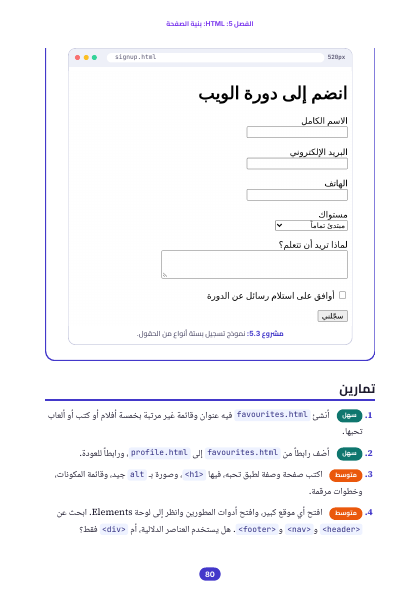 الفصل 5: HTML: بنية الصفحة
signup.html
520px
انضم إلى دورة الويب
الاسم الكامل
البريد الإلكتروني
الهاتف
مستواك
مبتدئ تماماً
لماذا تريد أن تتعلم؟
أوافق على استلام رسائل عن الدورة
سجّلني
مشروع 5.3: نموذج تسجيل بستة أنواع من الحقول.
تمارين
1. سهل أنشئ favourites.html فيه عنوان وقائمة غير مرتبة بخمسة أفلام أو كتب أو ألعاب
تحبها.
2. سهل أضف رابطاً من favourites.html إلى profile.html، ورابطاً للعودة.
3. متوسط اكتب صفحة وصفة لطبق تحبه، فيها <h1>، وصورة بـ alt جيد، وقائمة المكونات،
وخطوات مرقمة.
4. متوسط افتح أي موقع كبير، وافتح أدوات المطورين وانظر إلى لوحة Elements. ابحث عن
<header> و <nav> و <footer>. هل يستخدم العناصر الدلالية، أم <div> فقط؟
80